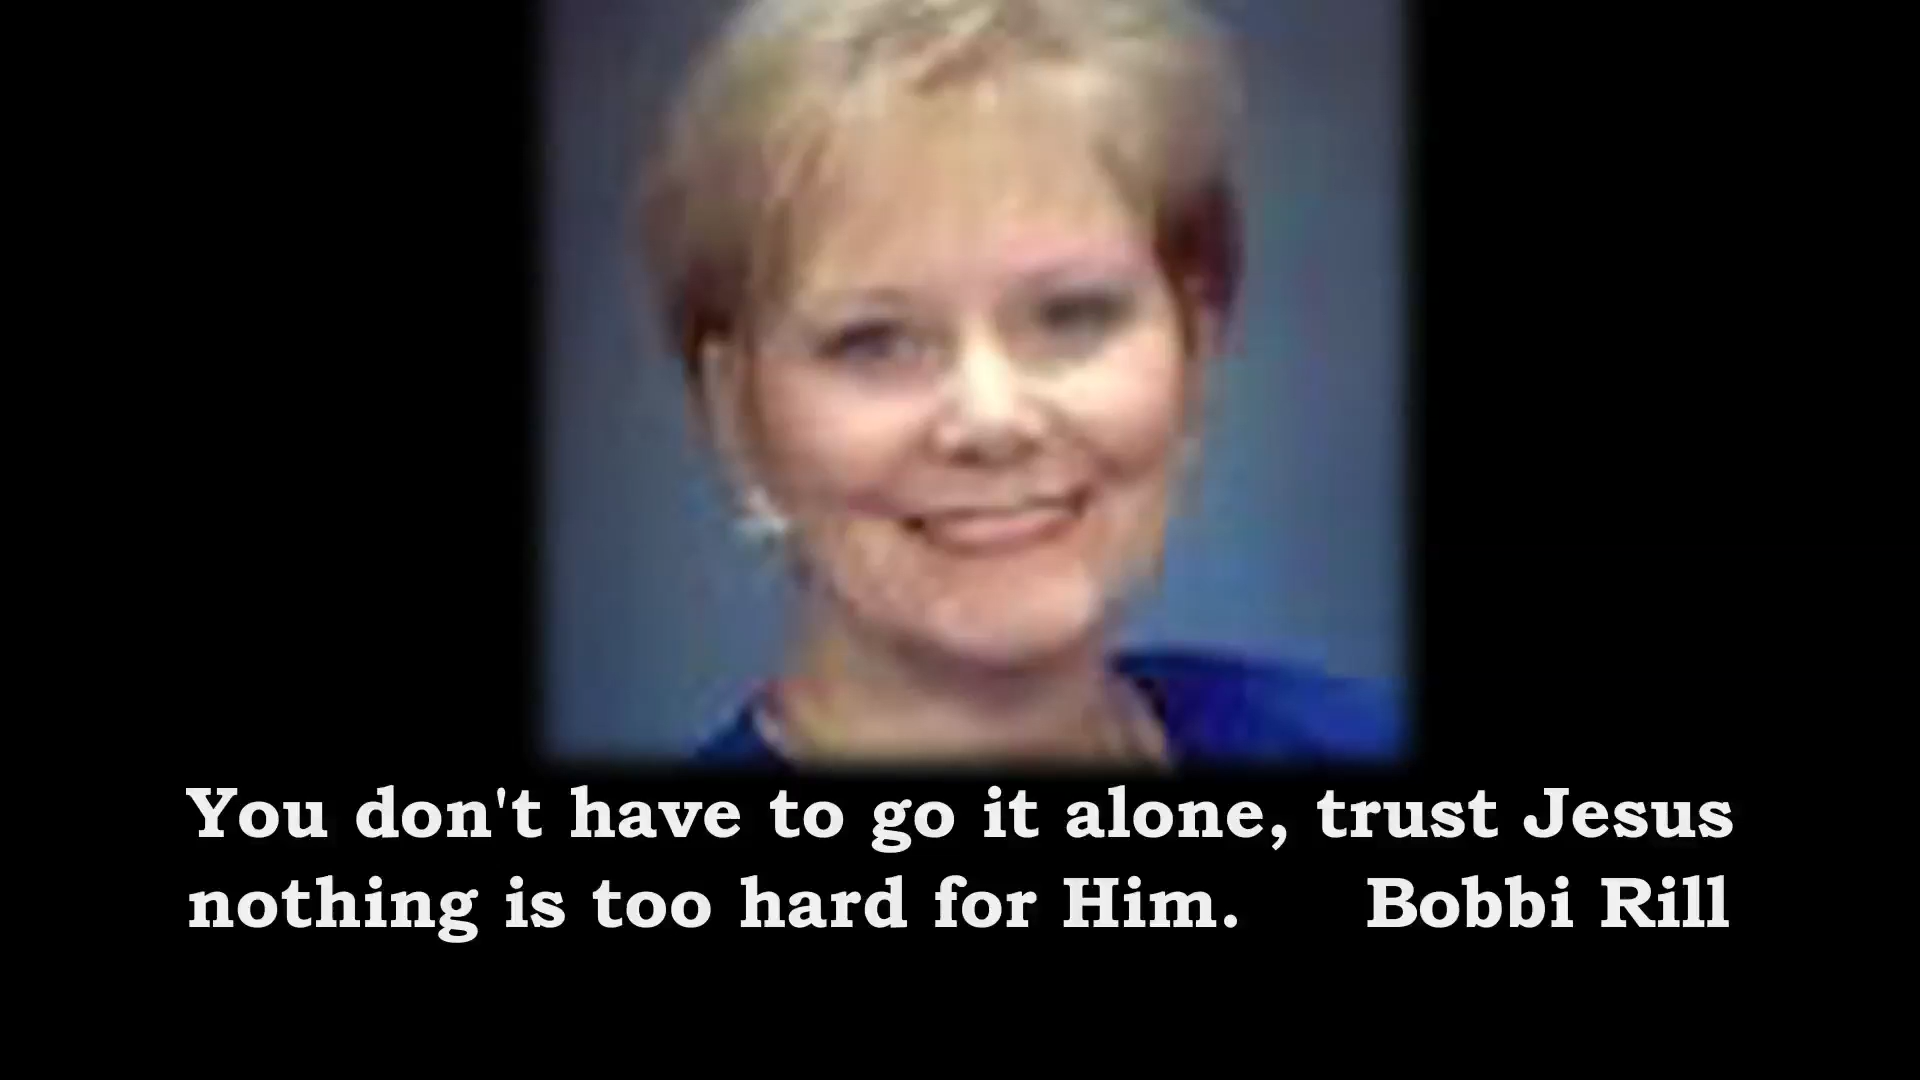 You don't have to go it alone, trust Jesus
nothing is too hard for Him. Bobbi Rill